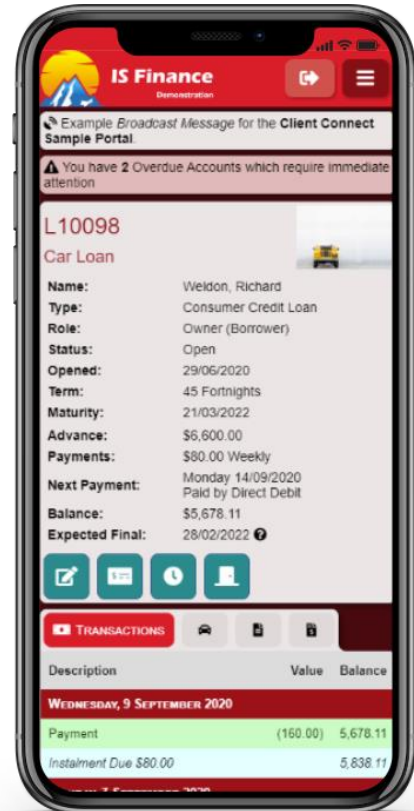 IS Finance
Demonstration
Example Broadcast Message for the Client Connect
Sample Portal.
You have 2 Overdue Accounts which require immediate
attention
L10098
Car Loan
Name: Weldon, Richard
Type: Consumer Credit Loan
Role: Owner (Borrower)
Status: Open
Opened: 29/06/2020
Term: 45 Fortnights
Maturity: 21/03/2022
Advance: $6,600.00
Payments: $80.00 Weekly
Next Payment: Monday 14/09/2020
Paid by Direct Debit
Balance: $5,678.11
Expected Final: 28/02/2022
TRANSACTIONS
Description Value Balance
WEDNESDAY, 9 SEPTEMBER 2020
Payment (160.00) 5,678.11
Instalment Due $80.00 5,838.11